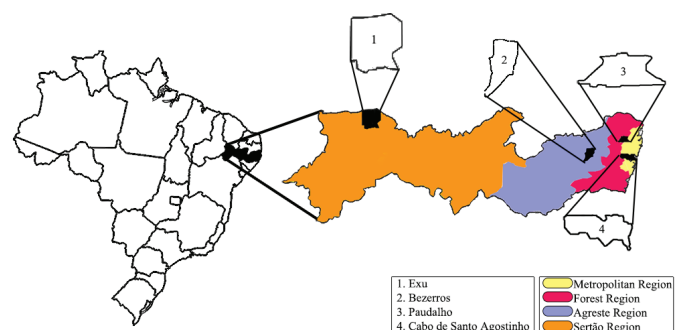 1
2
3
4
1. Exu
2. Bezerros
3. Paudalho
4. Cabo de Santo Agostinho
Metropolitan Region
Forest Region
Agreste Region
Sertão Region